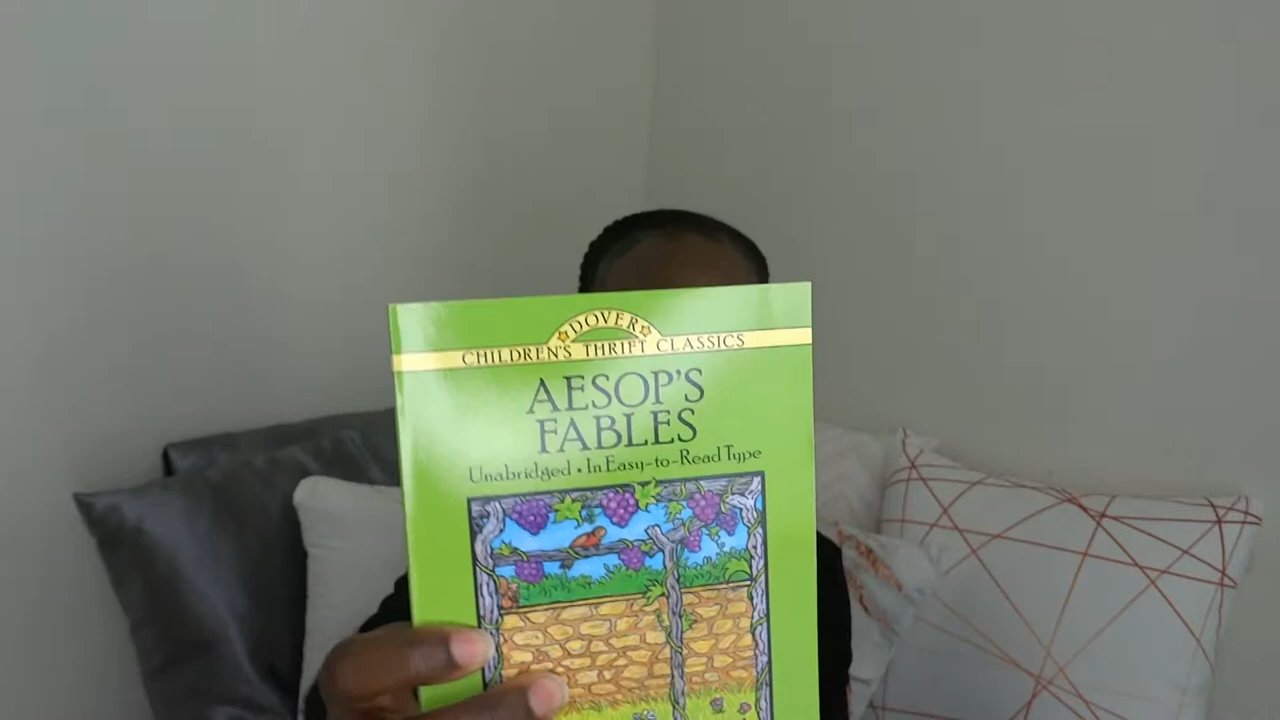 DOVER
CHILDREN'S THRIFT CLASSICS
AESOP'S
FABLES
Unabridged • In Easy-to-Read Type